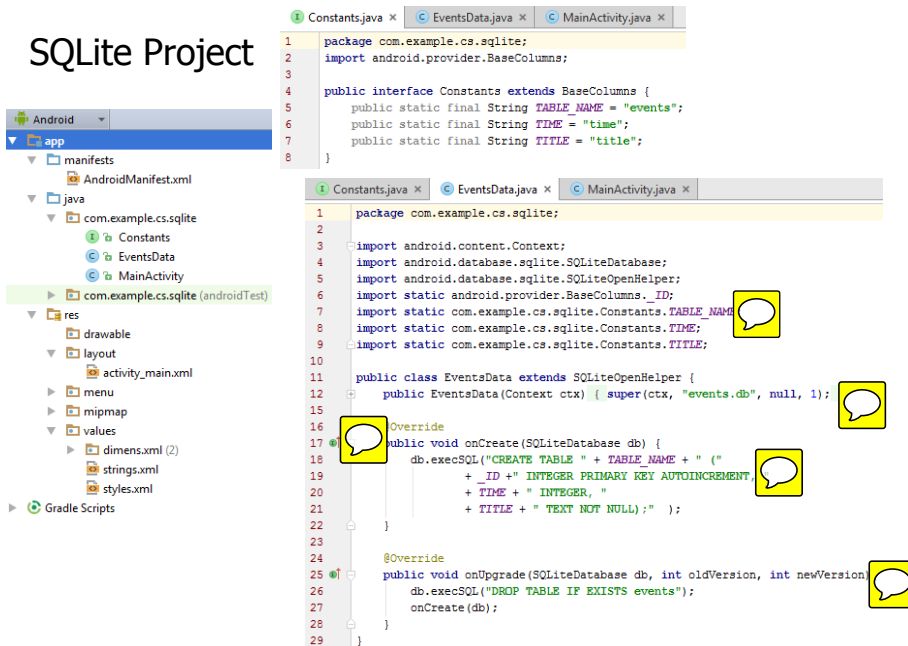 SQLite Project
Android
app
manifests
AndroidManifest.xml
java
com.example.cs.sqlite
Constants
EventsData
MainActivity
com.example.cs.sqlite (androidTest)
res
drawable
layout
activity_main.xml
menu
mipmap
values
dimens.xml (2)
strings.xml
styles.xml
Gradle Scripts
Constants.java × EventsData.java × MainActivity.java ×
1 package com.example.cs.sqlite;
2 import android.provider.BaseColumns;
3
4 public interface Constants extends BaseColumns {
5 public static final String TABLE_NAME = "events";
6 public static final String TIME = "time";
7 public static final String TITLE = "title";
8 }
Constants.java × EventsData.java × MainActivity.java ×
1 package com.example.cs.sqlite;
2
3 import android.content.Context;
4 import android.database.sqlite.SQLiteDatabase;
5 import android.database.sqlite.SQLiteOpenHelper;
6 import static android.provider.BaseColumns._ID;
7 import static com.example.cs.sqlite.Constants.TABLE_NAME
8 import static com.example.cs.sqlite.Constants.TIME;
9 import static com.example.cs.sqlite.Constants.TITLE;
10
11 public class EventsData extends SQLiteOpenHelper {
12 public EventsData(Context ctx) { super(ctx, "events.db", null, 1);
15
16 @Override
17 public void onCreate(SQLiteDatabase db) {
18 db.execSQL("CREATE TABLE " + TABLE_NAME + " ("
19 + _ID +" INTEGER PRIMARY KEY AUTOINCREMENT, "
20 + TIME + " INTEGER, "
21 + TITLE + " TEXT NOT NULL);" );
22 }
23
24 @Override
25 public void onUpgrade(SQLiteDatabase db, int oldVersion, int newVersion)
26 db.execSQL("DROP TABLE IF EXISTS events");
27 onCreate(db);
28 }
29 }